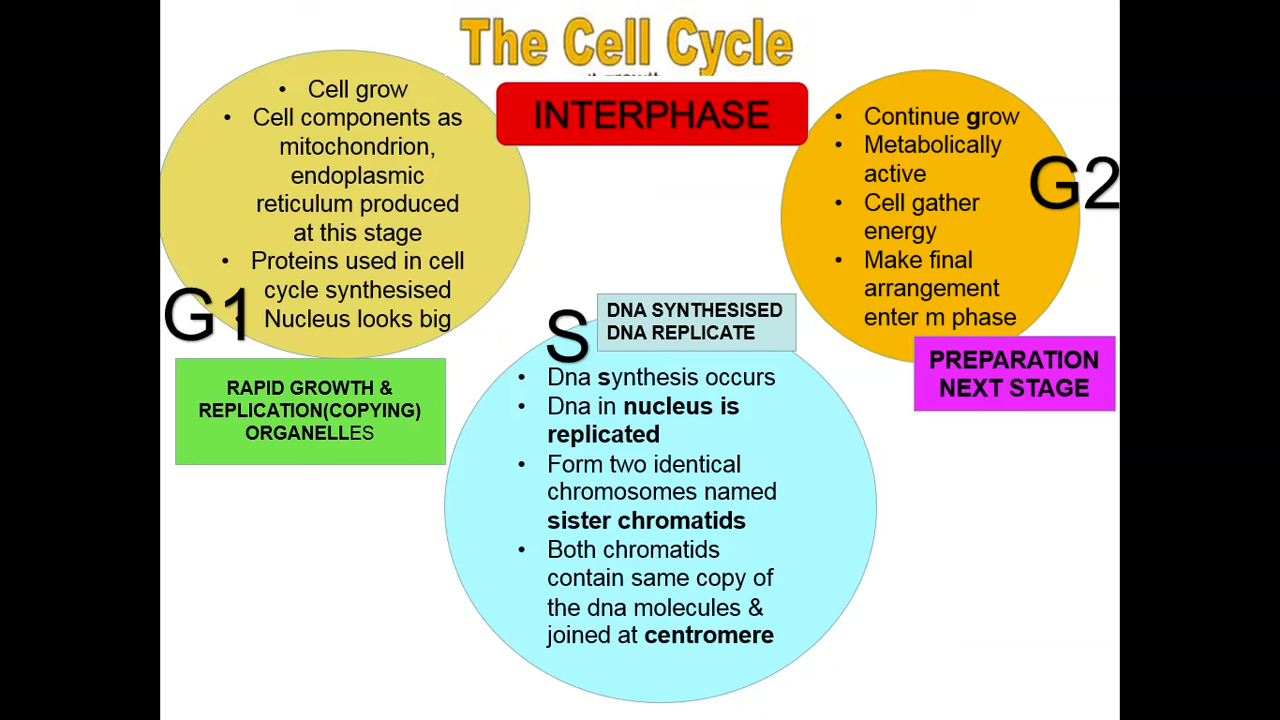 The Cell Cycle
INTERPHASE
• Cell grow
• Cell components as
mitochondrion,
endoplasmic
reticulum produced
at this stage
• Proteins used in cell
cycle synthesised
Nucleus looks big
G1
RAPID GROWTH &
REPLICATION(COPYING)
ORGANELLES
S
DNA SYNTHESISED
DNA REPLICATE
• Dna synthesis occurs
• Dna in nucleus is
replicated
• Form two identical
chromosomes named
sister chromatids
• Both chromatids
contain same copy of
the dna molecules &
joined at centromere
• Continue grow
• Metabolically
active
• Cell gather
energy
• Make final
arrangement
enter m phase
G2
PREPARATION
NEXT STAGE